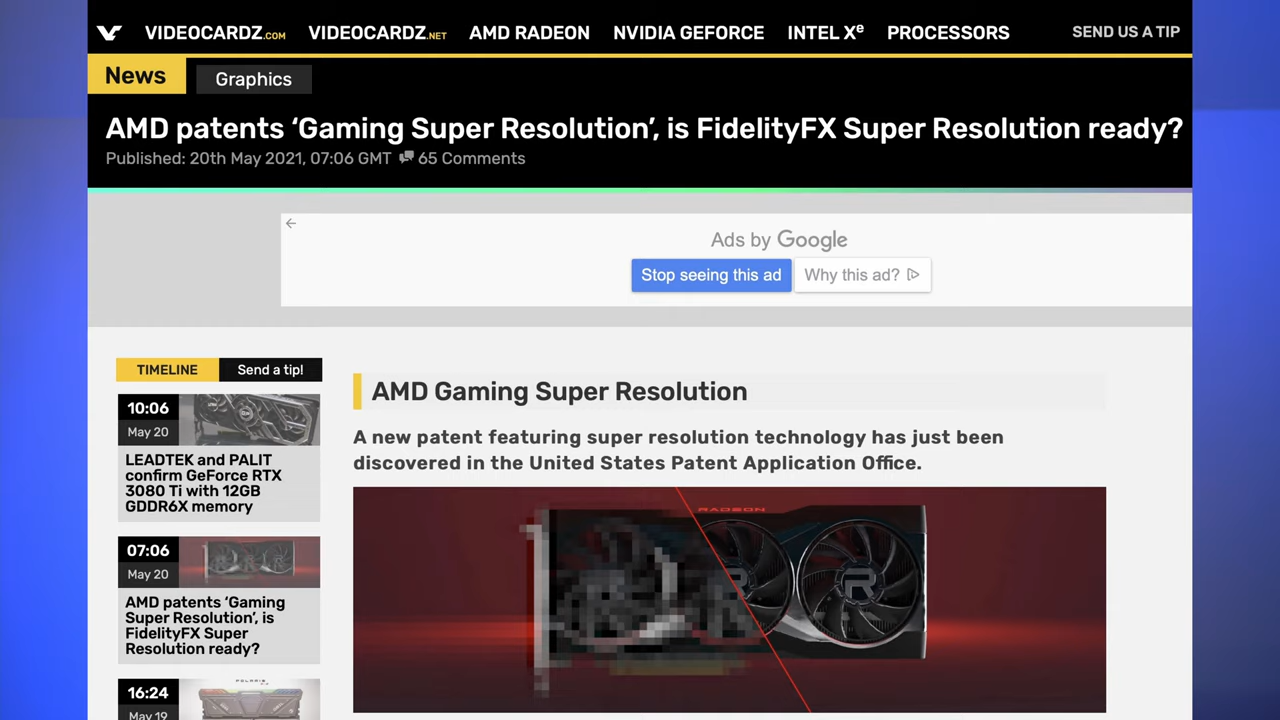 VIDEOCARDZ.COM VIDEOCARDZ.NET AMD RADEON NVIDIA GEFORCE INTEL Xe PROCESSORS SEND US A TIP
News Graphics
AMD patents ‘Gaming Super Resolution’, is FidelityFX Super Resolution ready?
Published: 20th May 2021, 07:06 GMT 65 Comments
Ads by Google
Stop seeing this ad Why this ad?
TIMELINE Send a tip!
10:06
May 20
LEADTEK and PALIT
confirm GeForce RTX
3080 Ti with 12GB
GDDR6X memory
07:06
May 20
AMD patents ‘Gaming
Super Resolution’, is
FidelityFX Super
Resolution ready?
16:24
May 19
POLARIS
AMD Gaming Super Resolution
A new patent featuring super resolution technology has just been
discovered in the United States Patent Application Office.
RADEON
R
R